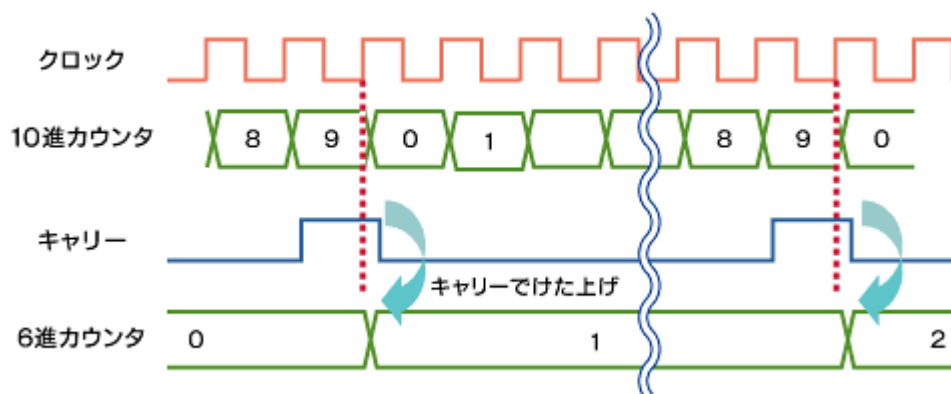 クロック
10進カウンタ 8 9 0 1 8 9 0
キャリー
キャリーでけた上げ
6進カウンタ 0 1 2